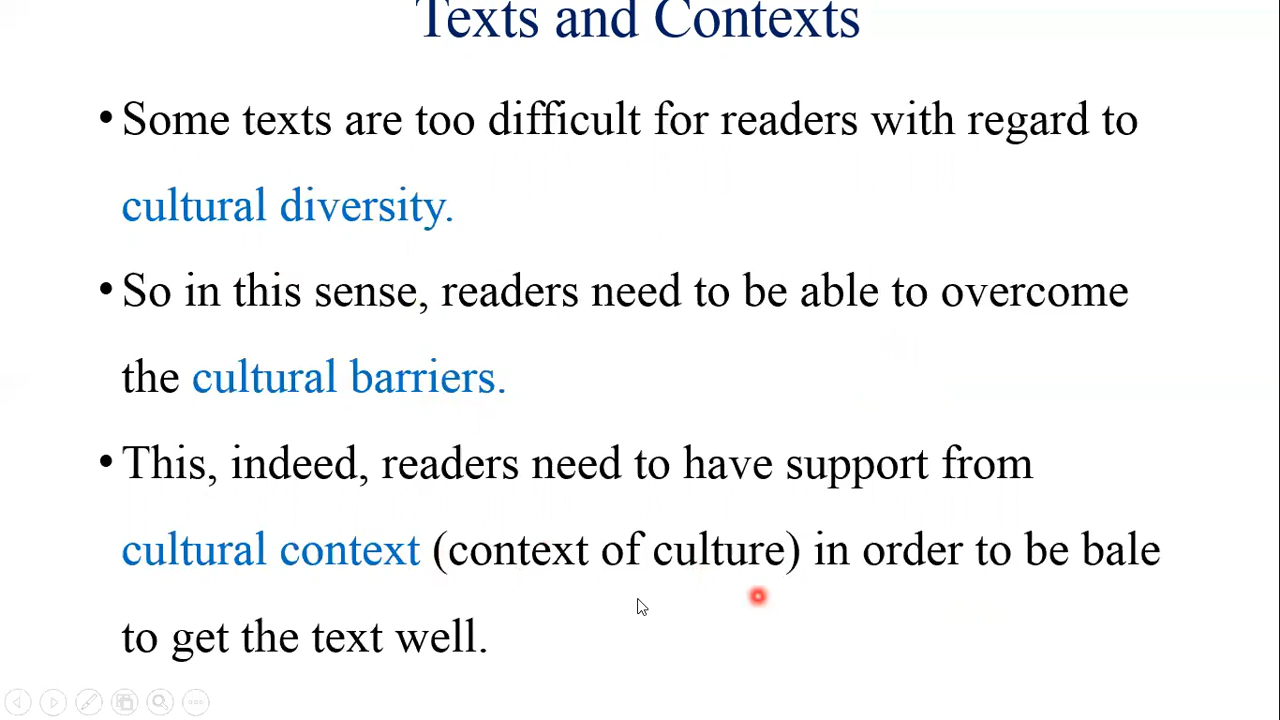 Texts and Contexts
• Some texts are too difficult for readers with regard to
cultural diversity.
• So in this sense, readers need to be able to overcome
the cultural barriers.
• This, indeed, readers need to have support from
cultural context (context of culture) in order to be bale
to get the text well.